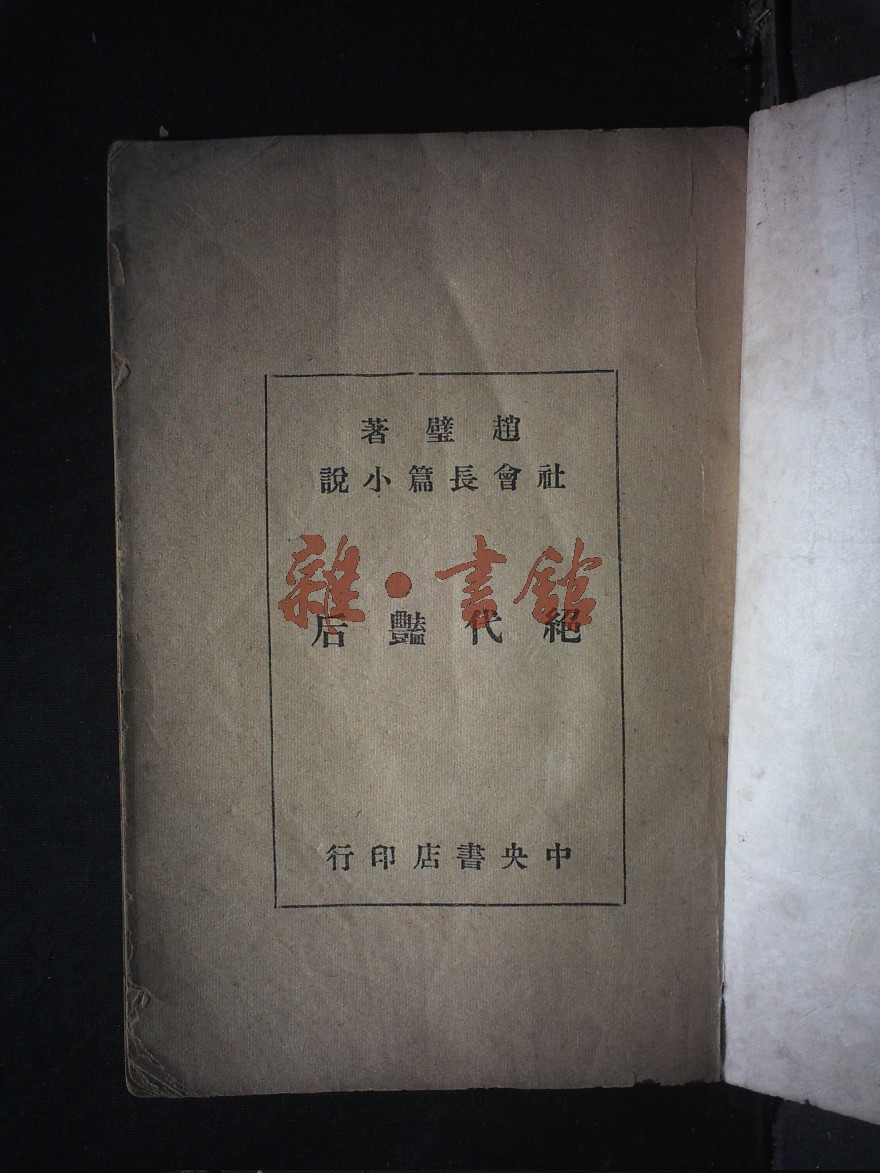 趙璧著
社會長篇小說
雜·書館
絕代豔后
中央書店印行